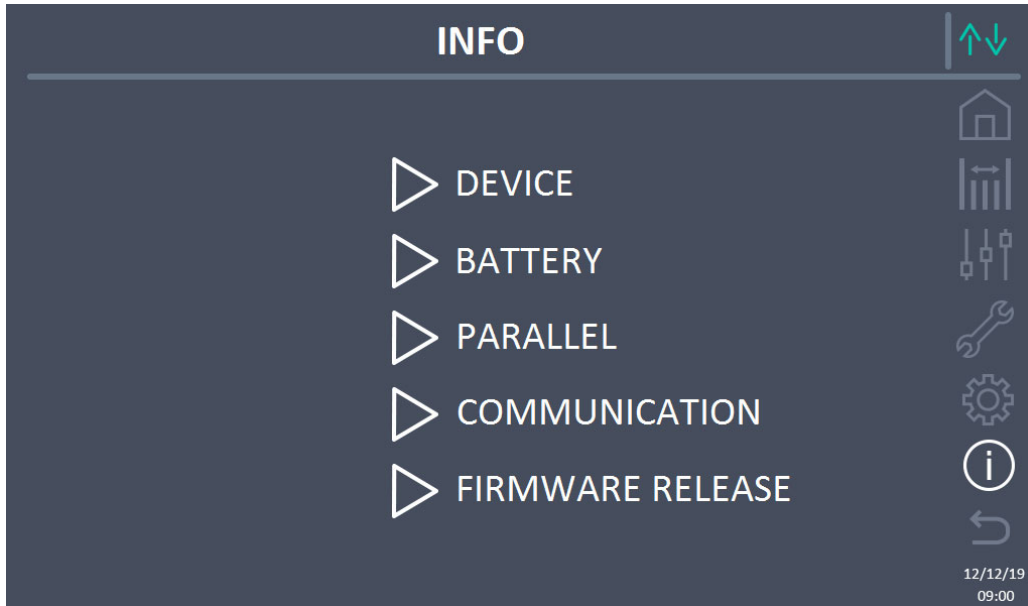 INFO
DEVICE
BATTERY
PARALLEL
COMMUNICATION
FIRMWARE RELEASE
12/12/19
09:00